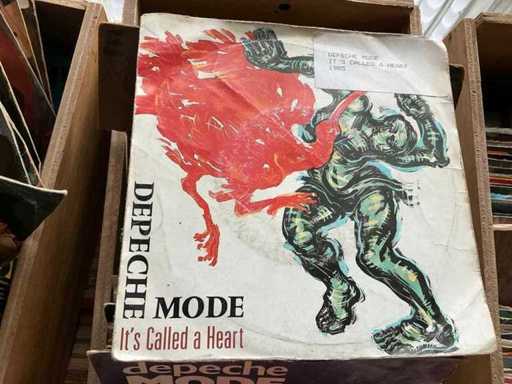 DEPECHE MODE
IT'S CALLED A HEART
1985
DEPECHE
MODE
It's Called a Heart
depeche
MODE